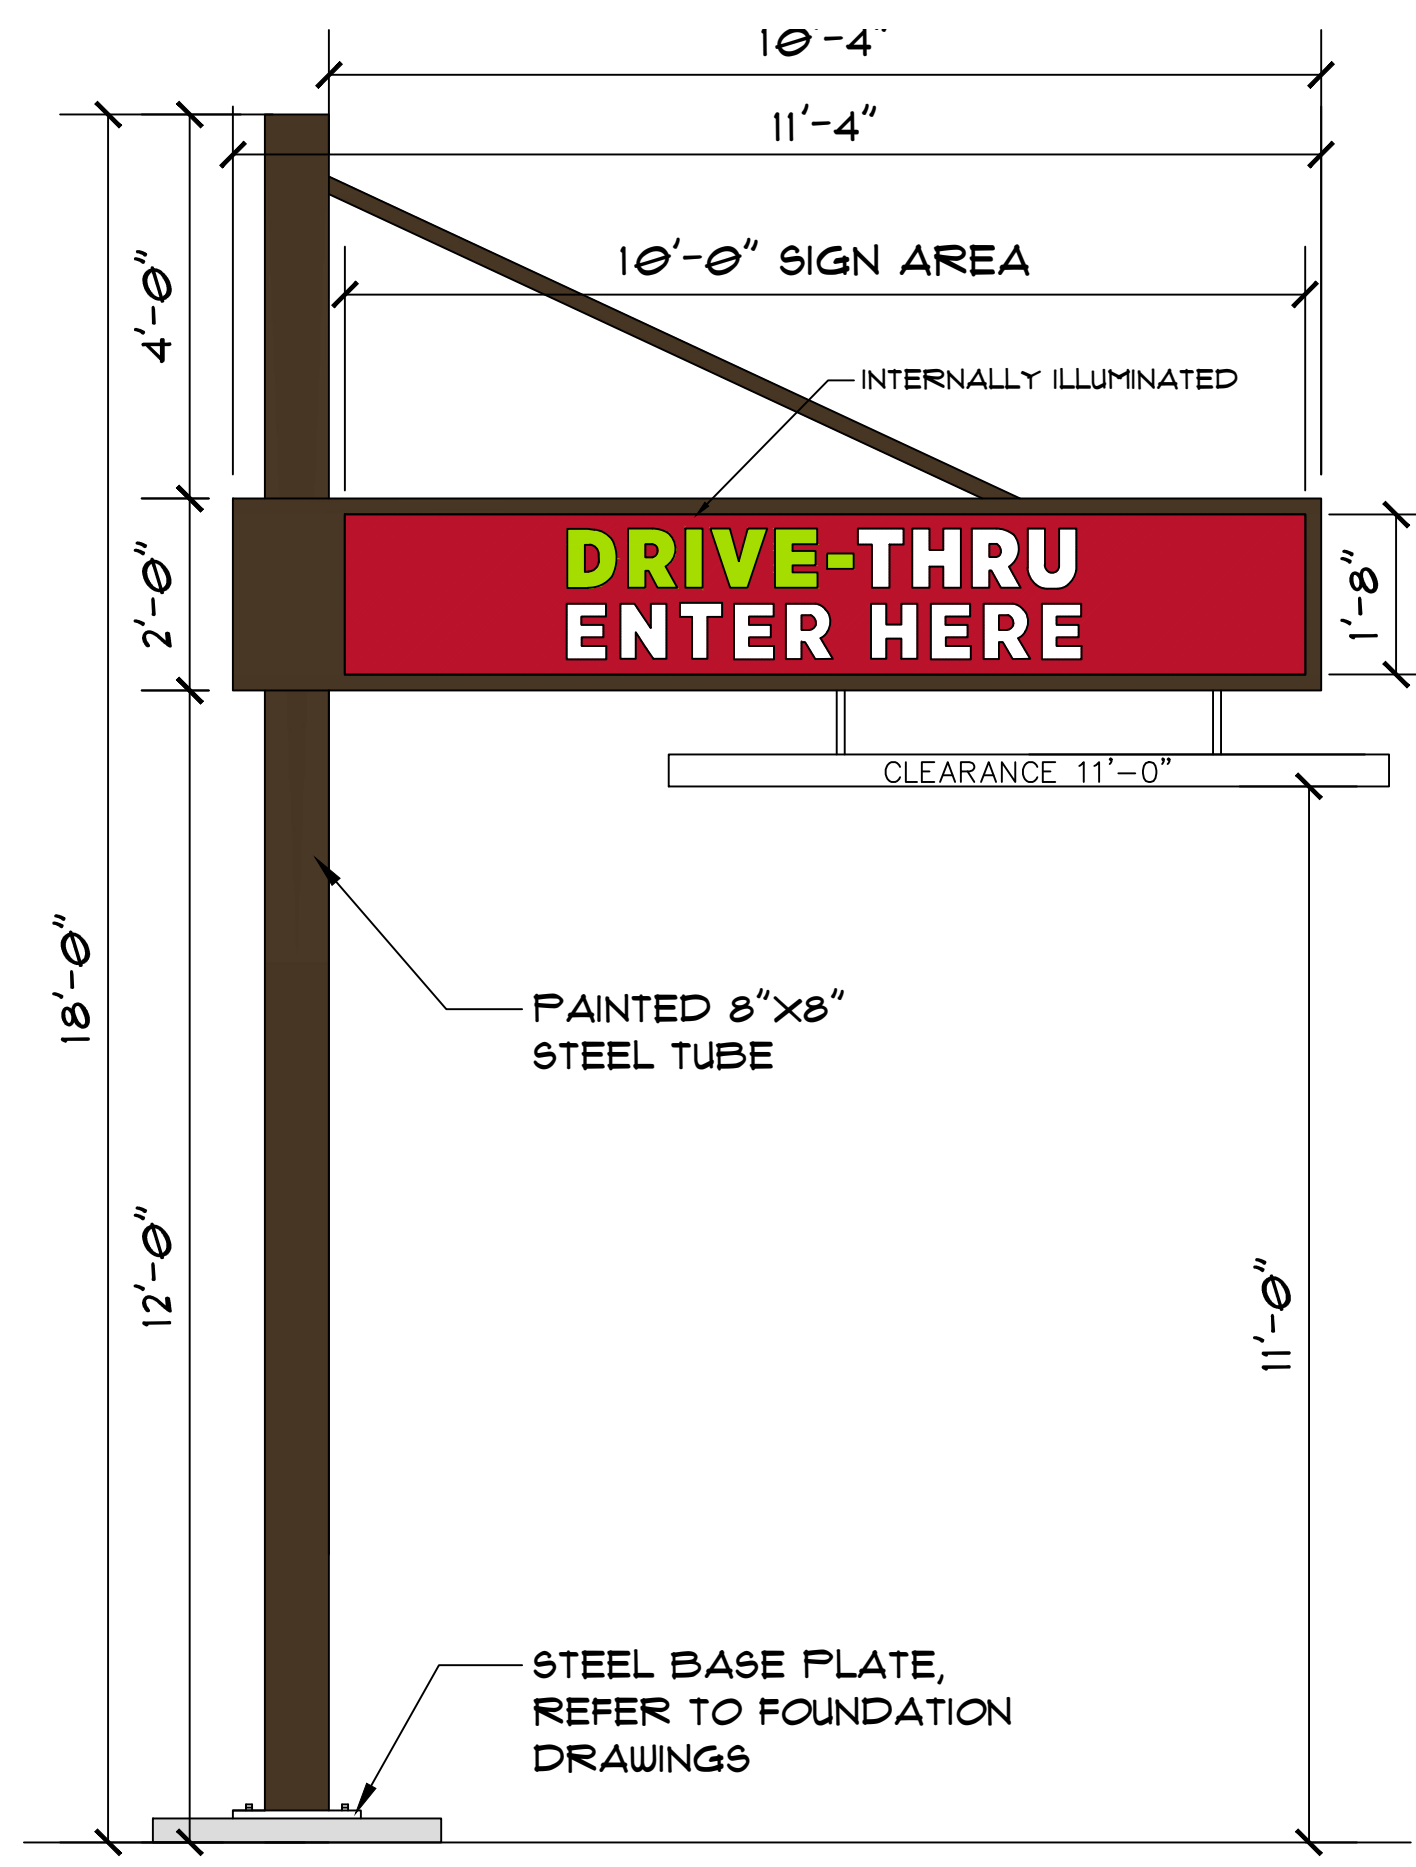 10'-4"
11'-4"
10'-0" SIGN AREA
4'-0"
INTERNALLY ILLUMINATED
DRIVE-THRU
ENTER HERE
2'-0"
1'-8"
CLEARANCE 11'-0"
18'-0"
PAINTED 8"X8"
STEEL TUBE
12'-0"
11'-0"
STEEL BASE PLATE,
REFER TO FOUNDATION
DRAWINGS